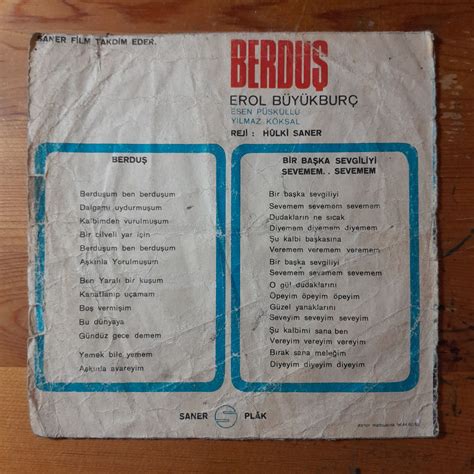 SANER FİLM TAKDİM EDER.
BERDUŞ
EROL BÜYÜKBURÇ
ESEN PÜSKÜLLÜ
YILMAZ KÖKSAL
REJİ : HULKİ SANER
BERDUŞ
Berduşum ben berduşum
Dalgamı uydurmuşum
Kalbimden vurulmuşum
Bir cilveli yar için
Berduşum ben berduşum
Aşkınla Yorulmuşum
Ben Yaralı bir kuşum
Kanatlanıp uçamam
Boş vermişim
Bu dünyaya
Gündüz gece demem
Yemek bile yemem
Aşkınla avareyim
BİR BAŞKA SEVGİLİYİ
SEVEMEM. . SEVEMEM
Bir başka sevgiliyi
Sevemem sevemem sevemem
Dudakların ne sıcak
Diyemem diyemem diyemem
Şu kalbi başkasına
Veremem veremem veremem
Bir başka sevgiliyi
Sevemem sevemem sevemem
O gül dudaklarını
Öpeyim öpeyim öpeyim
Güzel yanaklarını
Seveyim seveyim seveyim
Şu kalbimi sana ben
Vereyim vereyim vereyim
Bırak sana meleğim
Diyeyim diyeyim diyeyim
SANER S PLÂK